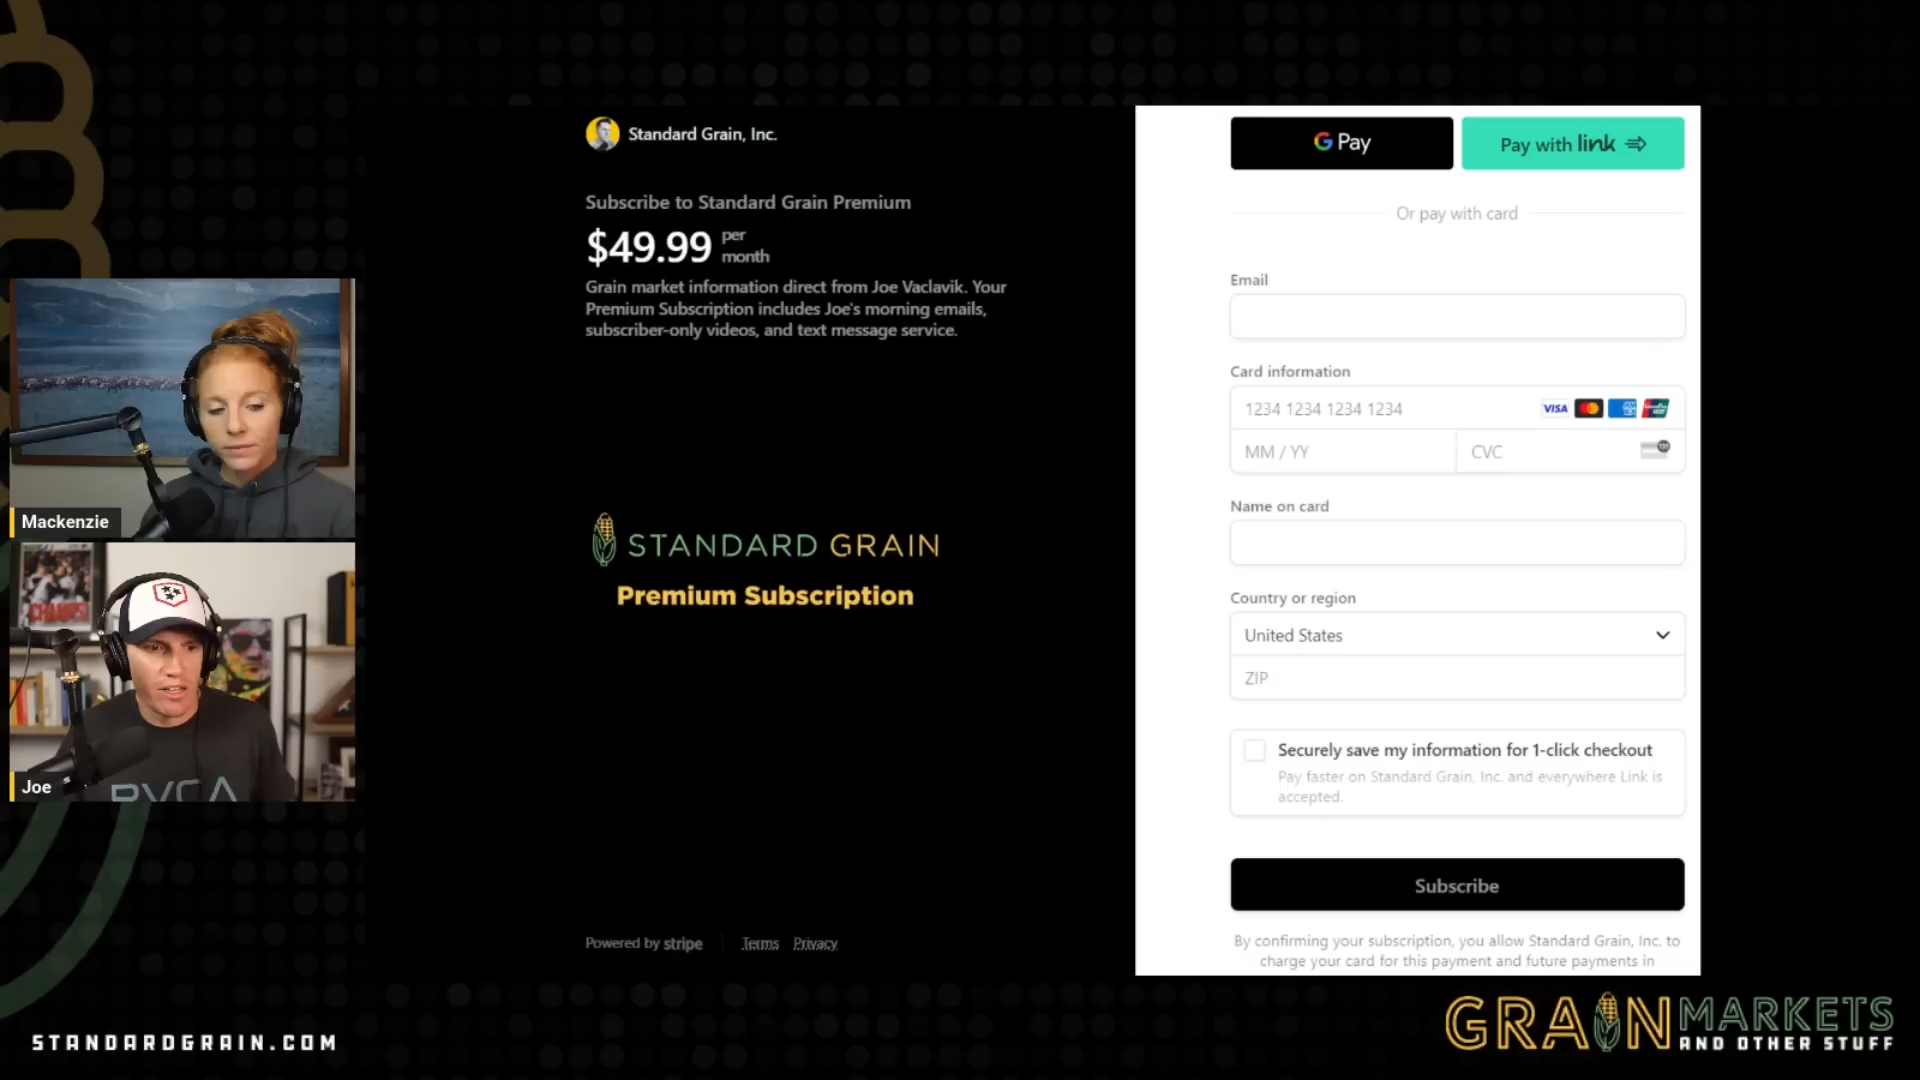 Standard Grain, Inc.
Subscribe to Standard Grain Premium
$49.99 per
month
Grain market information direct from Joe Vaclavik. Your
Premium Subscription includes Joe's morning emails,
subscriber-only videos, and text message service.
STANDARD GRAIN
Premium Subscription
Powered by stripe
Terms Privacy
G Pay
Pay with link
Or pay with card
Email
Card information
1234 1234 1234 1234
VISA
MM / YY
CVC
Name on card
Country or region
United States
ZIP
Securely save my information for 1-click checkout
Pay faster on Standard Grain, Inc. and everywhere Link is
accepted.
Subscribe
By confirming your subscription, you allow Standard Grain, Inc. to
charge your card for this payment and future payments in
Mackenzie
CHAMPS!
Joe
RVCA
STANDARDGRAIN.COM
GRAIN MARKETS
AND OTHER STUFF